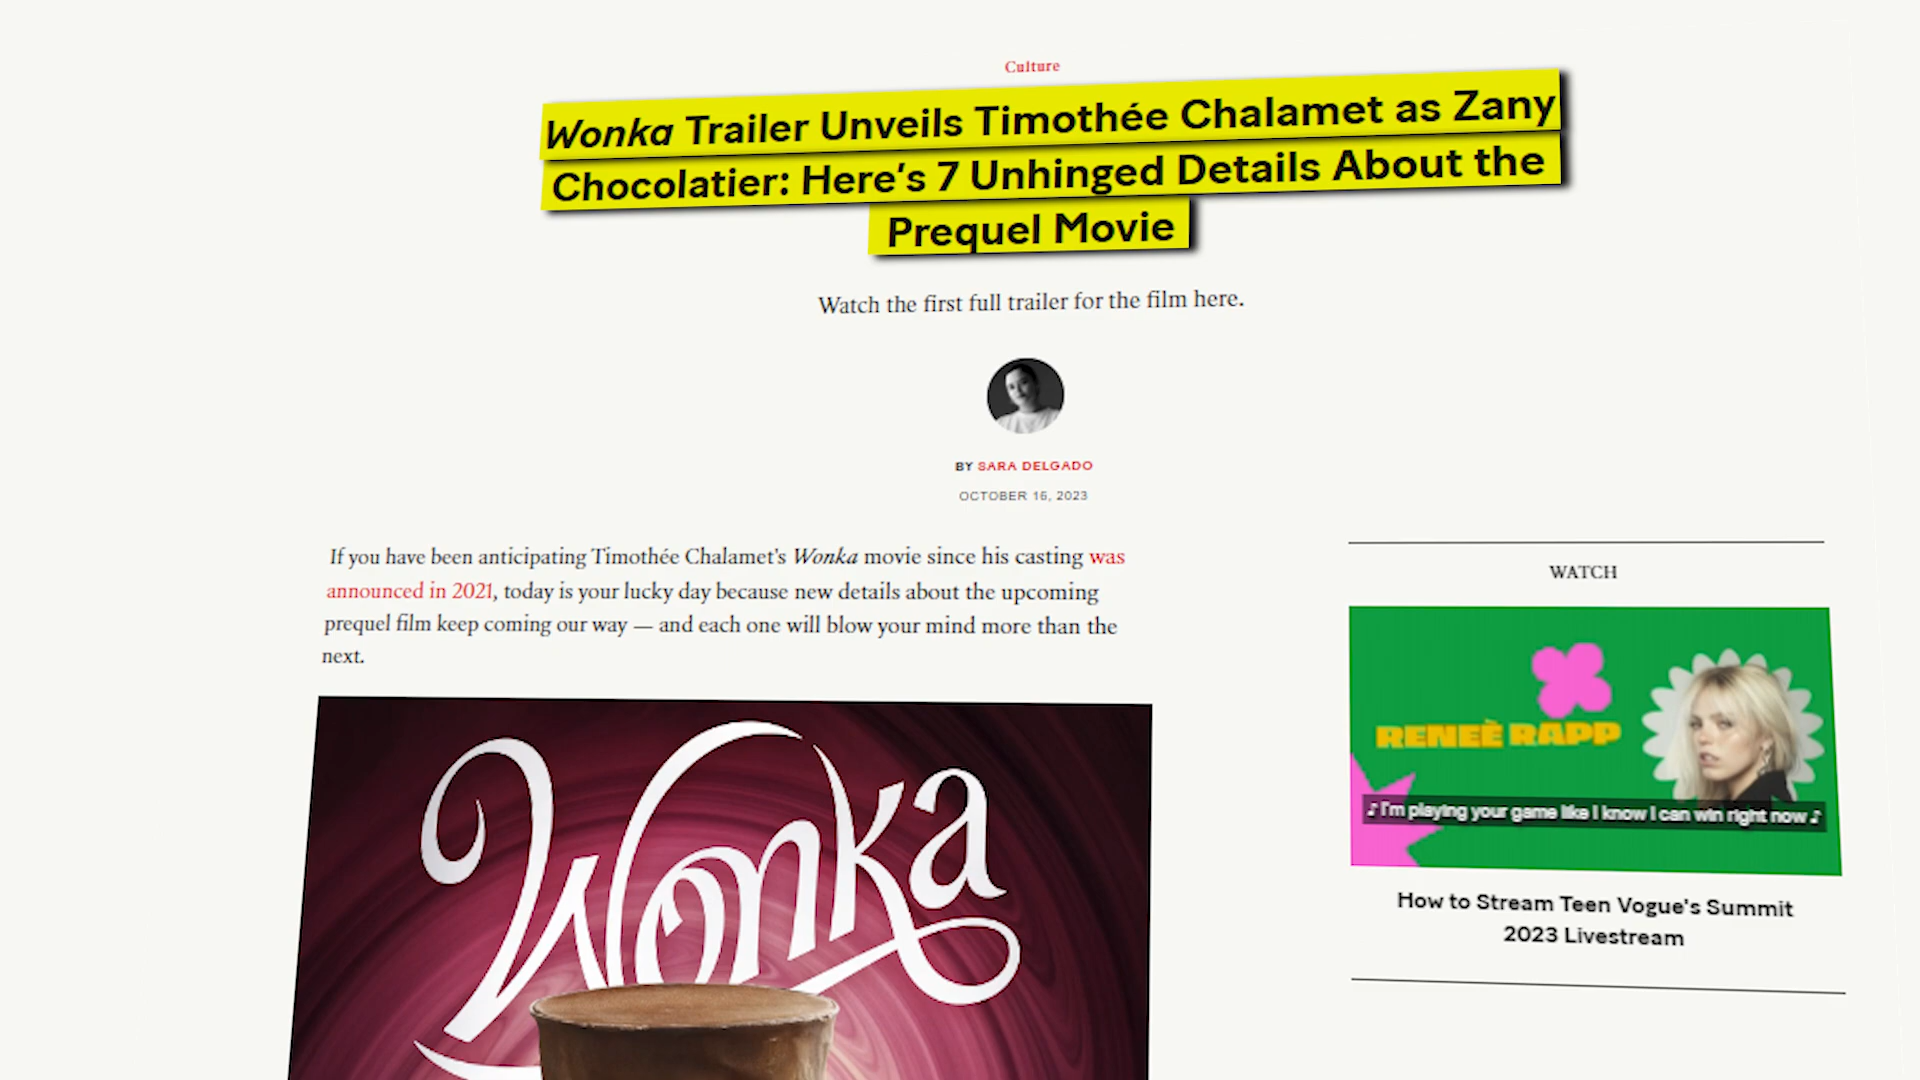 Culture
Wonka Trailer Unveils Timothée Chalamet as Zany
Chocolatier: Here's 7 Unhinged Details About the
Prequel Movie
Watch the first full trailer for the film here.
BY SARA DELGADO
OCTOBER 16, 2023
If you have been anticipating Timothée Chalamet's Wonka movie since his casting was
announced in 2021, today is your lucky day because new details about the upcoming
prequel film keep coming our way — and each one will blow your mind more than the
next.
Wonka
WATCH
RENEÈ RAPP
♪ I'm playing your game like I know I can win right now ♪
How to Stream Teen Vogue's Summit
2023 Livestream